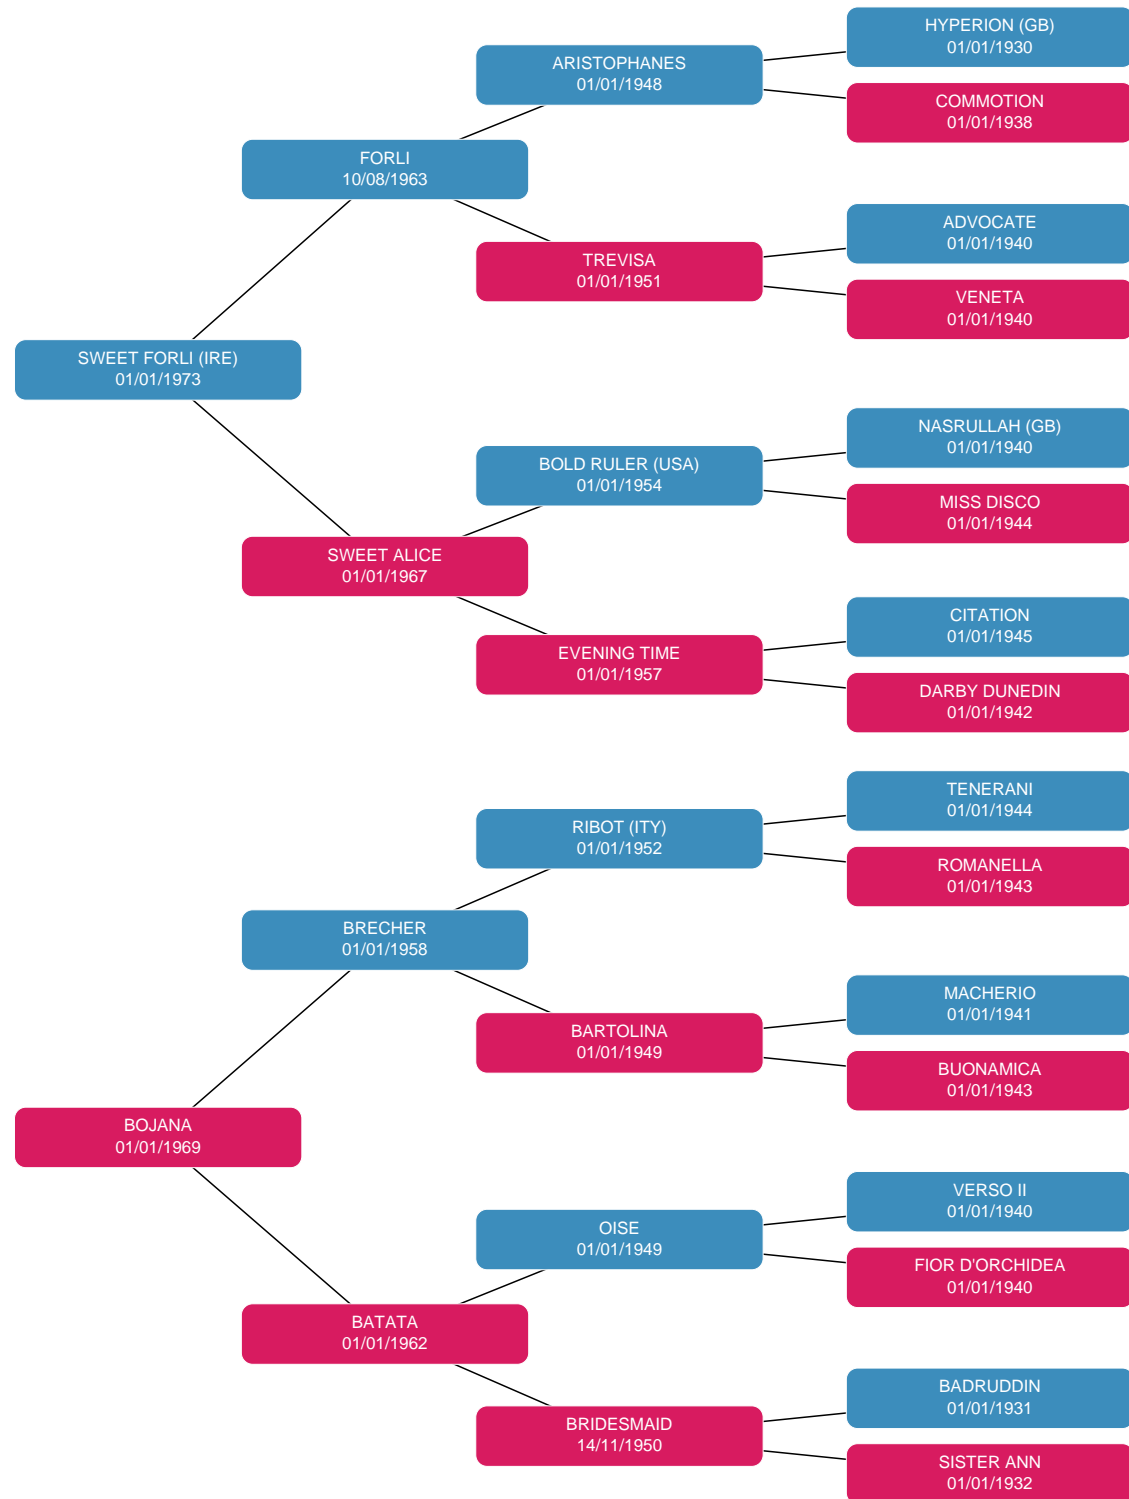 HYPERION (GB)
01/01/1930
ARISTOPHANES
01/01/1948
COMMOTION
01/01/1938
FORLI
10/08/1963
ADVOCATE
01/01/1940
TREVISA
01/01/1951
VENETA
01/01/1940
SWEET FORLI (IRE)
01/01/1973
NASRULLAH (GB)
01/01/1940
BOLD RULER (USA)
01/01/1954
MISS DISCO
01/01/1944
SWEET ALICE
01/01/1967
CITATION
01/01/1945
EVENING TIME
01/01/1957
DARBY DUNEDIN
01/01/1942
TENERANI
01/01/1944
RIBOT (ITY)
01/01/1952
ROMANELLA
01/01/1943
BRECHER
01/01/1958
MACHERIO
01/01/1941
BARTOLINA
01/01/1949
BUONAMICA
01/01/1943
BOJANA
01/01/1969
VERSO II
01/01/1940
OISE
01/01/1949
FIOR D'ORCHIDEA
01/01/1940
BATATA
01/01/1962
BADRUDDIN
01/01/1931
BRIDESMAID
14/11/1950
SISTER ANN
01/01/1932